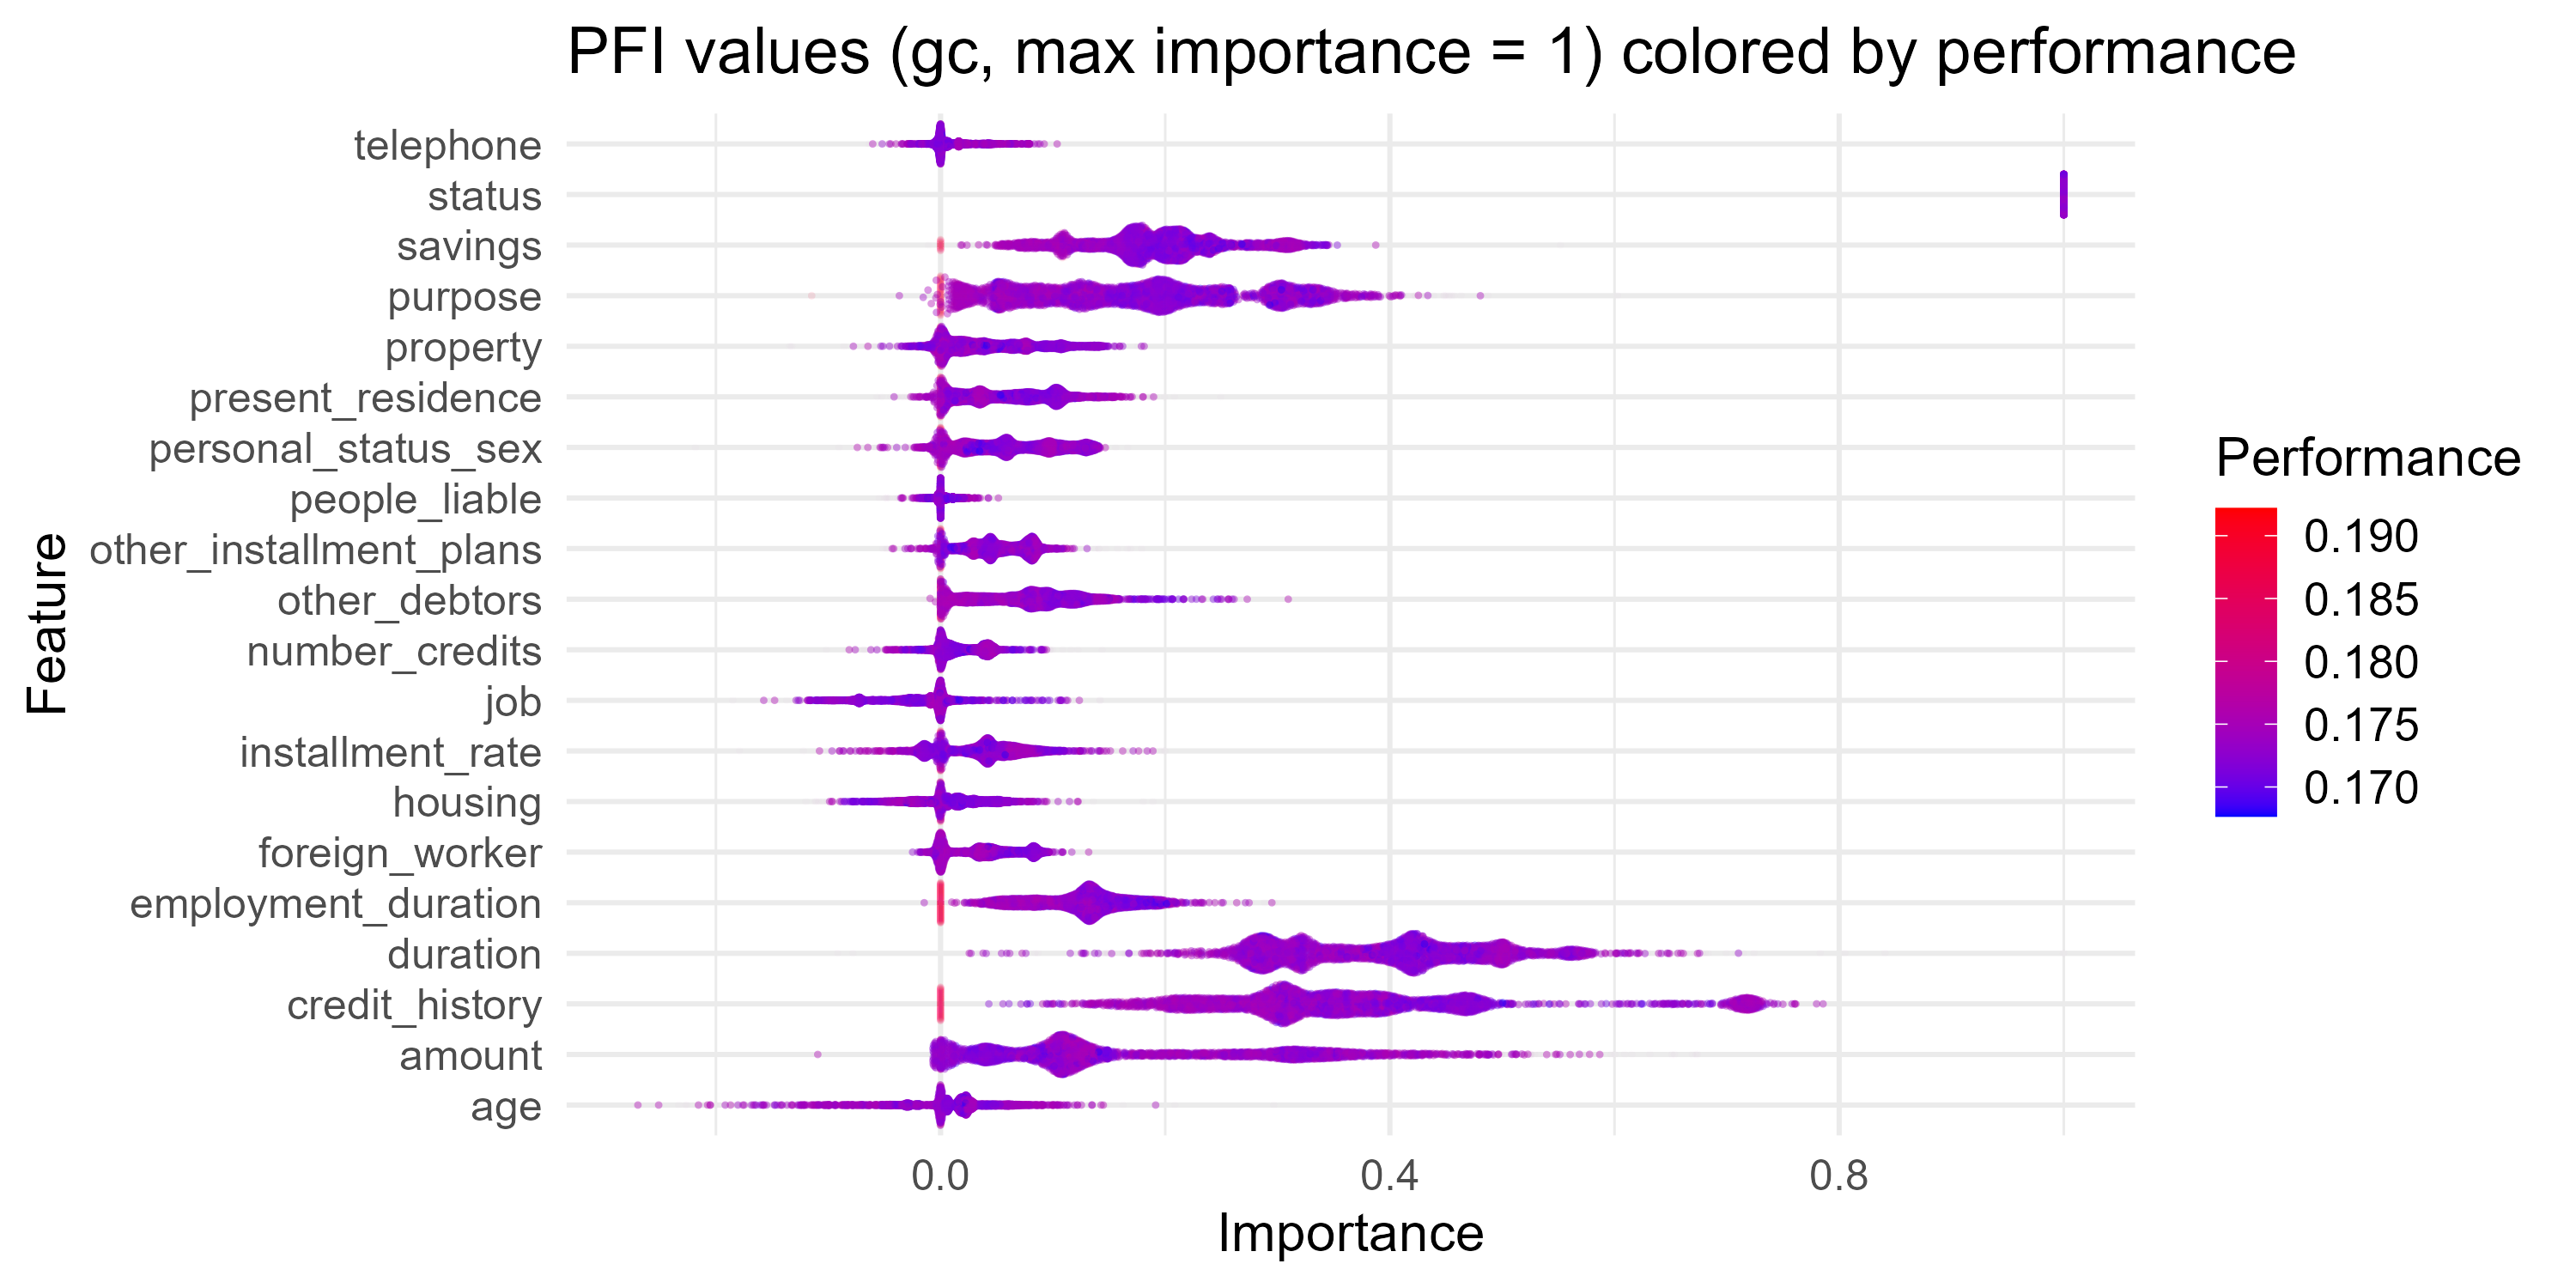 PFI values (gc, max importance = 1) colored by performance
Feature
telephone
status
savings
purpose
property
present_residence
personal_status_sex
people_liable
other_installment_plans
other_debtors
number_credits
job
installment_rate
housing
foreign_worker
employment_duration
duration
credit_history
amount
age
0.0 0.4 0.8
Importance
Performance
0.190
0.185
0.180
0.175
0.170